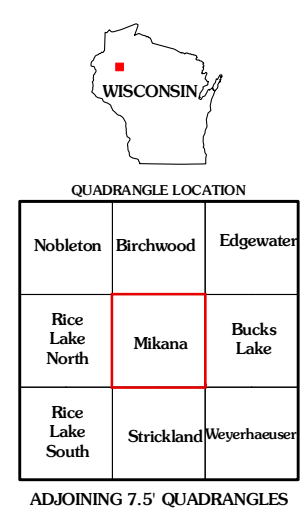 WISCONSIN
QUADRANGLE LOCATION
Nobleton Birchwood Edgewater
Rice
Lake
North
Mikana
Bucks
Lake
Rice
Lake
South
Strickland Weyerhaeuser
ADJOINING 7.5' QUADRANGLES